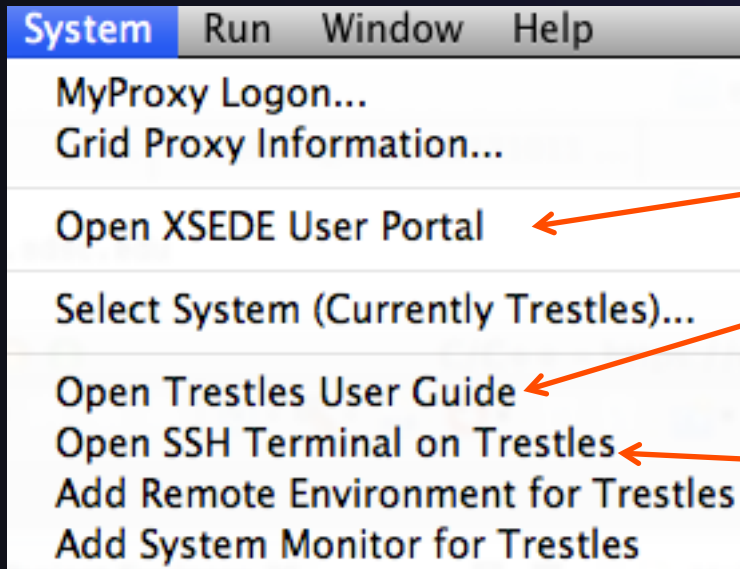 System Run Window Help
MyProxy Logon...
Grid Proxy Information...
Open XSEDE User Portal
Select System (Currently Trestles)...
Open Trestles User Guide
Open SSH Terminal on Trestles
Add Remote Environment for Trestles
Add System Monitor for Trestles